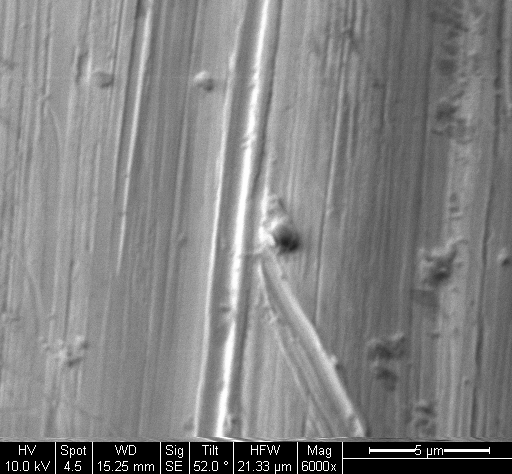 HV Spot WD Sig Tilt HFW Mag
10.0 kV 4.5 15.25 mm SE 52.0 ° 21.33 µm 6000x
5 µm